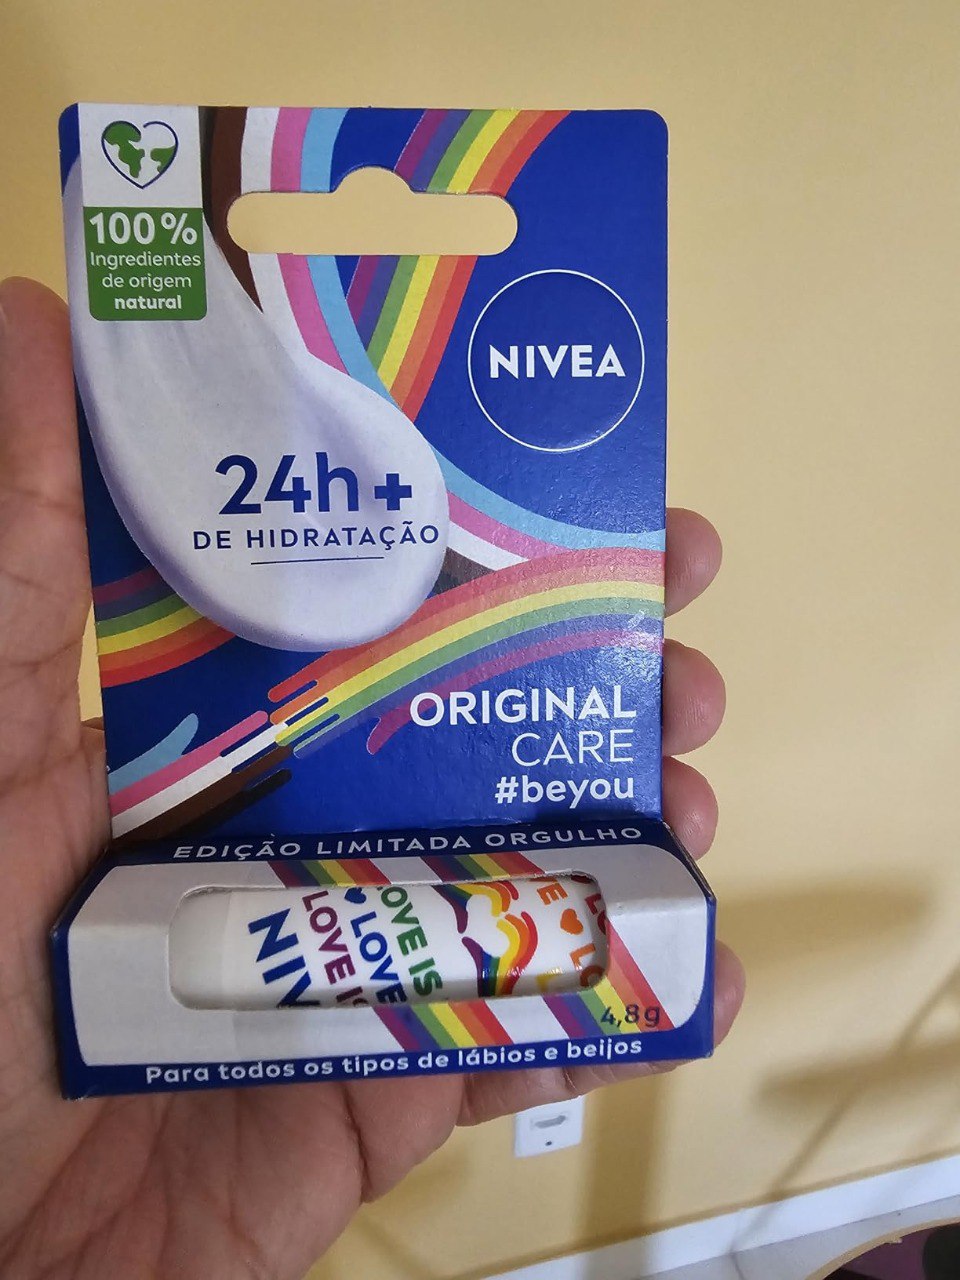 100%
Ingredientes
de origem
natural
NIVEA
24h+
DE HIDRATAÇÃO
ORIGINAL
CARE
#beyou
EDIÇÃO LIMITADA ORGULHO
LOVE
LOVE
LOVE IS
4,8g
Para todos os tipos de lábios e beijos